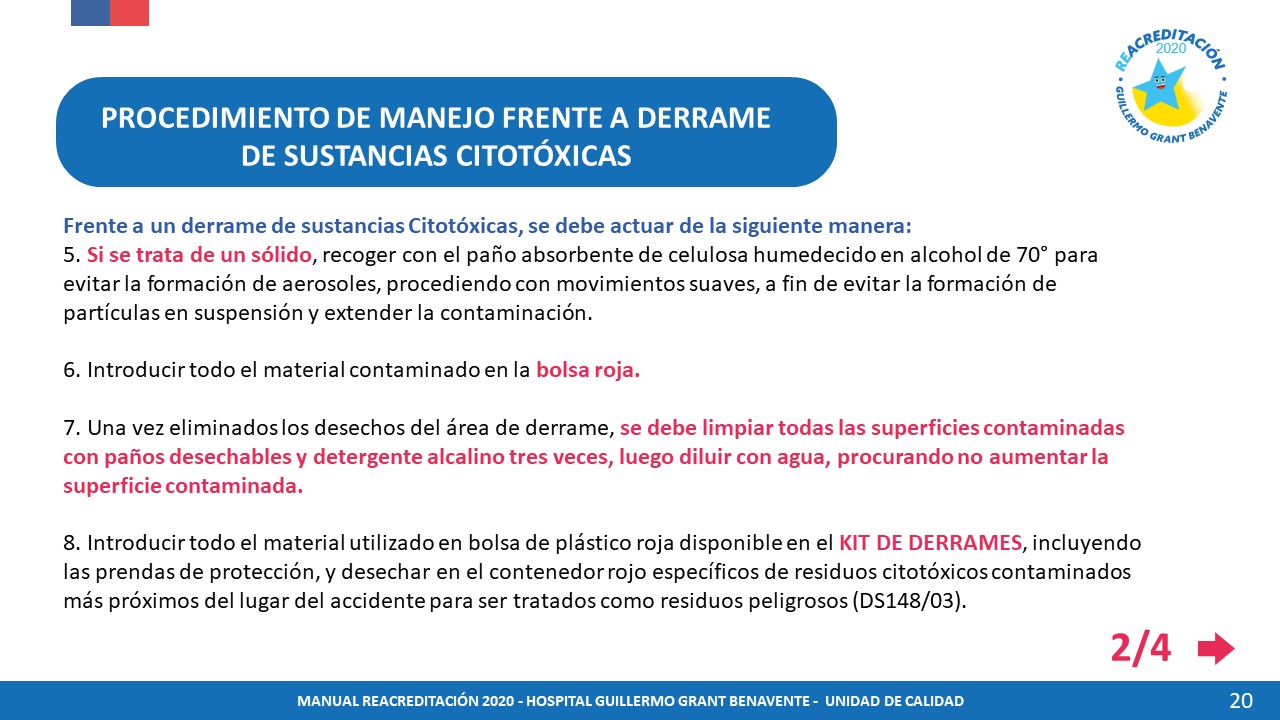 REACREDITACIÓN
2020
GUILLERMO GRANT BENAVENTE
PROCEDIMIENTO DE MANEJO FRENTE A DERRAME
DE SUSTANCIAS CITOTÓXICAS
Frente a un derrame de sustancias Citotóxicas, se debe actuar de la siguiente manera:
5. Si se trata de un sólido, recoger con el paño absorbente de celulosa humedecido en alcohol de 70° para
evitar la formación de aerosoles, procediendo con movimientos suaves, a fin de evitar la formación de
partículas en suspensión y extender la contaminación.
6. Introducir todo el material contaminado en la bolsa roja.
7. Una vez eliminados los desechos del área de derrame, se debe limpiar todas las superficies contaminadas
con paños desechables y detergente alcalino tres veces, luego diluir con agua, procurando no aumentar la
superficie contaminada.
8. Introducir todo el material utilizado en bolsa de plástico roja disponible en el KIT DE DERRAMES, incluyendo
las prendas de protección, y desechar en el contenedor rojo específicos de residuos citotóxicos contaminados
más próximos del lugar del accidente para ser tratados como residuos peligrosos (DS148/03).
2/4
MANUAL REACREDITACIÓN 2020 - HOSPITAL GUILLERMO GRANT BENAVENTE - UNIDAD DE CALIDAD
20